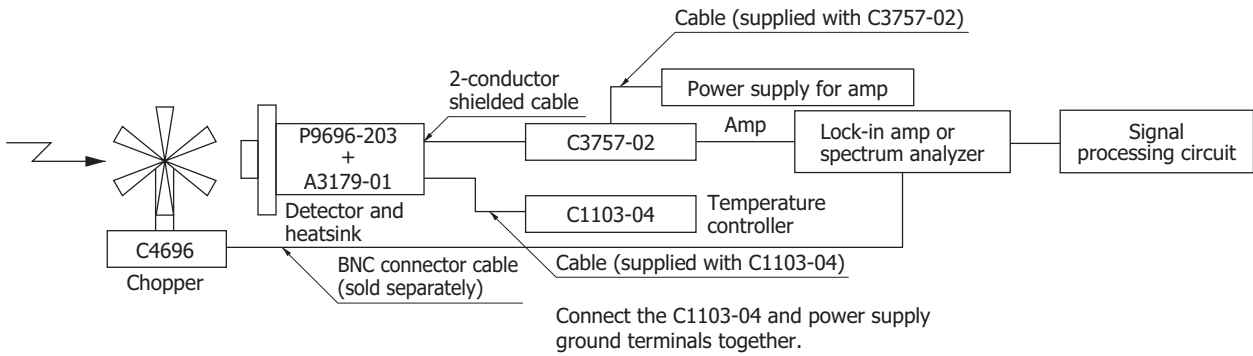 Cable (supplied with C3757-02)
2-conductor
shielded cable
Power supply for amp
P9696-203
+
A3179-01
C3757-02
Amp
Lock-in amp or
spectrum analyzer
Signal
processing circuit
Detector and
heatsink
C1103-04
Temperature
controller
C4696
Chopper
BNC connector cable
(sold separately)
Cable (supplied with C1103-04)
Connect the C1103-04 and power supply
ground terminals together.